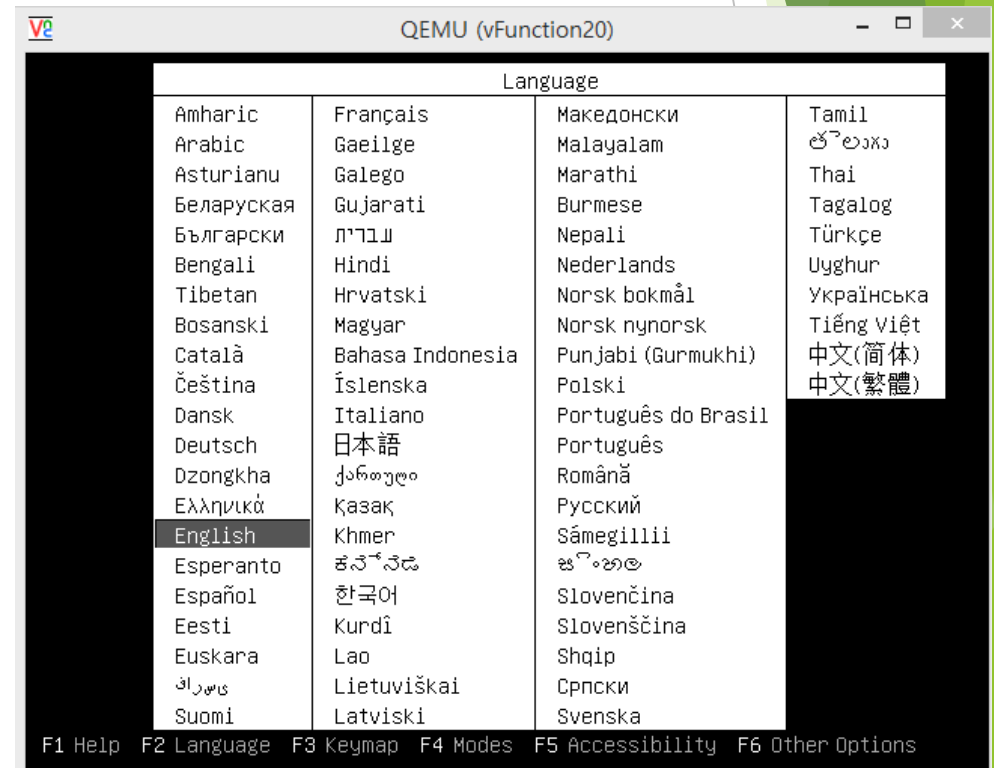 QEMU (vFunction20)
Language
Amharic
Arabic
Asturianu
Беларуская
Български
Bengali
Tibetan
Bosanski
Català
Čeština
Dansk
Deutsch
Dzongkha
Ελληνικά
English
Esperanto
Español
Eesti
Euskara
فارسی
Suomi
Français
Gaeilge
Galego
Gujarati
עברית
Hindi
Hrvatski
Magyar
Bahasa Indonesia
Íslenska
Italiano
日本語
ქართული
Қазақ
Khmer
ಕನ್ನಡ
한국어
Kurdî
Lao
Lietuviškai
Latviski
Македонски
Malayalam
Marathi
Burmese
Nepali
Nederlands
Norsk bokmål
Norsk nynorsk
Punjabi (Gurmukhi)
Polski
Português do Brasil
Português
Română
Русский
Sámegillii
සිංහල
Slovenčina
Slovenščina
Shqip
Српски
Svenska
Tamil
తెలుగు
Thai
Tagalog
Türkçe
Uyghur
Українська
Tiếng Việt
中文(简体)
中文(繁體)
F1 Help F2 Language F3 Keymap F4 Modes F5 Accessibility F6 Other Options